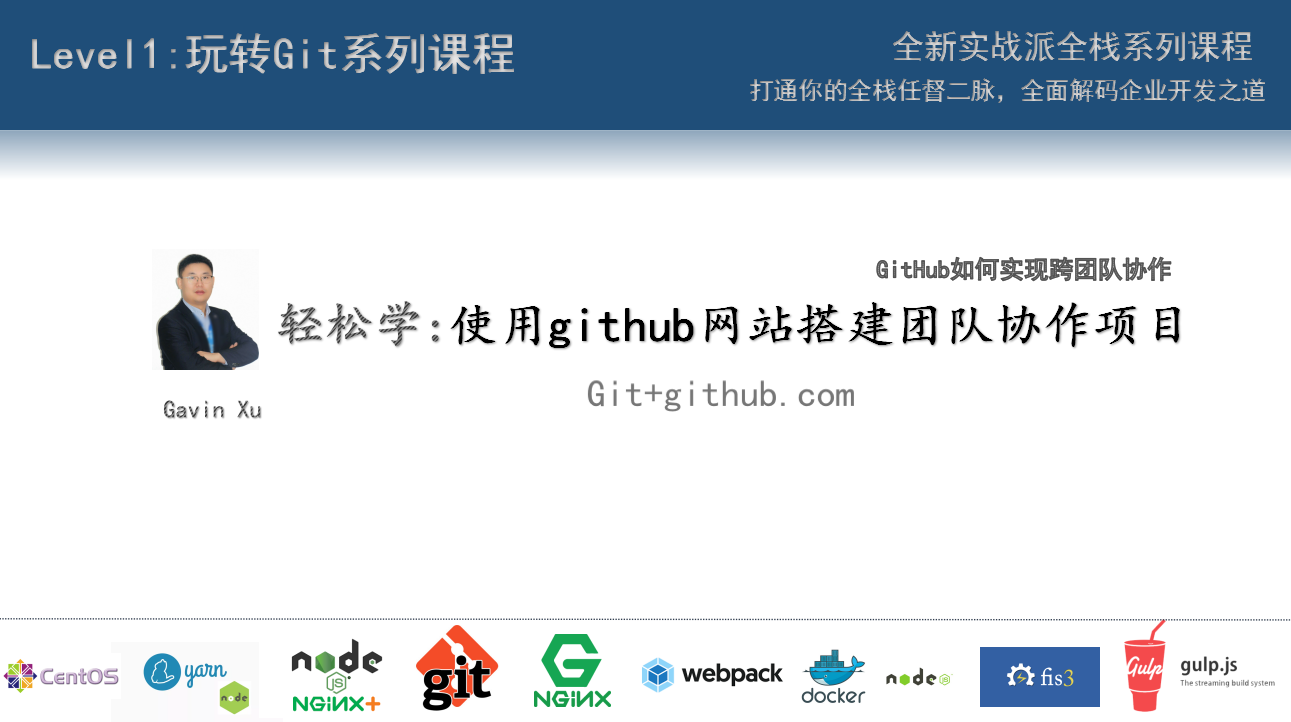 Level1:玩转Git系列课程
全新实战派全栈系列课程
打通你的全栈任督二脉，全面解码企业开发之道
GitHub如何实现跨团队协作
轻松学:使用github网站搭建团队协作项目
Git+github.com
Gavin Xu
CentOS
yarn
node
node
JS
NGINX+
git
G
NGINX
webpack
docker
node
JS
fis3
Gulp
gulp.js
The streaming build system